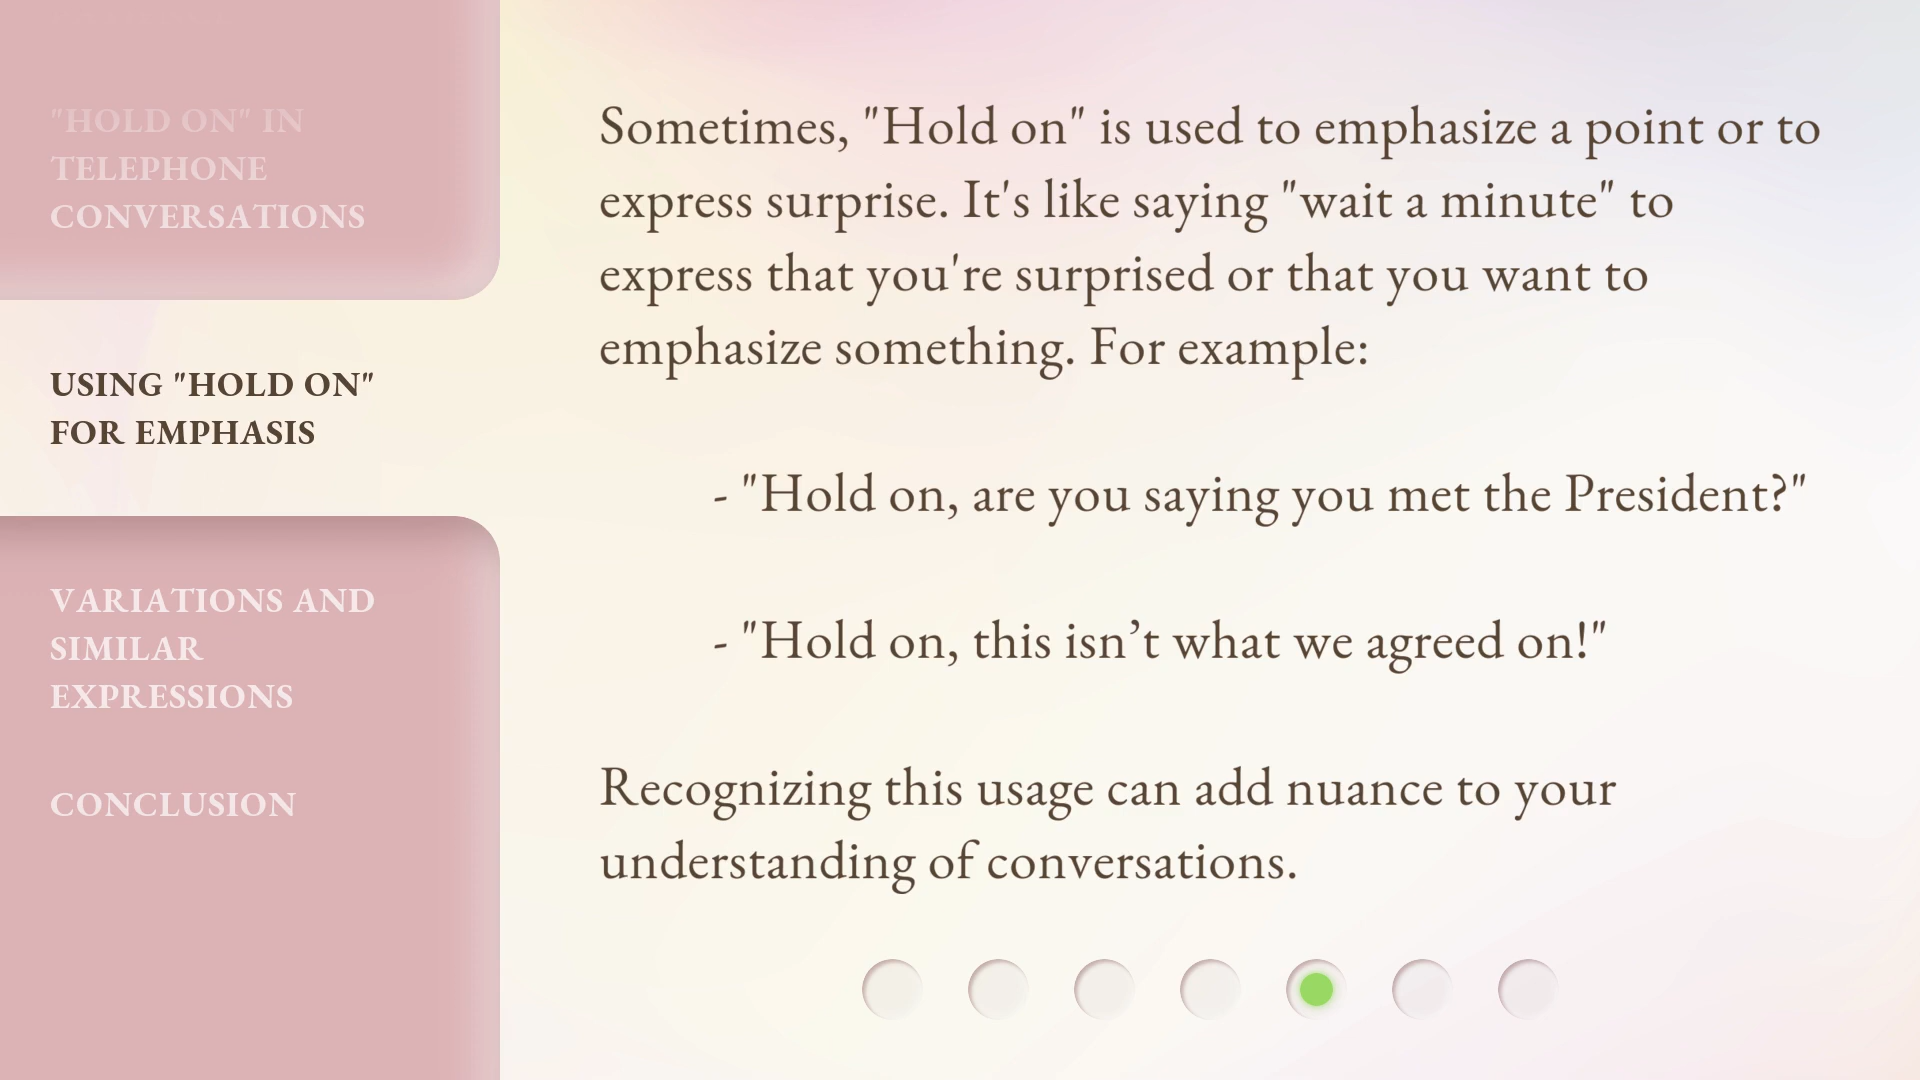 "HOLD ON" IN
TELEPHONE
CONVERSATIONS
USING "HOLD ON"
FOR EMPHASIS
VARIATIONS AND
SIMILAR
EXPRESSIONS
CONCLUSION
Sometimes, "Hold on" is used to emphasize a point or to
express surprise. It's like saying "wait a minute" to
express that you're surprised or that you want to
emphasize something. For example:
- "Hold on, are you saying you met the President?"
- "Hold on, this isn’t what we agreed on!"
Recognizing this usage can add nuance to your
understanding of conversations.